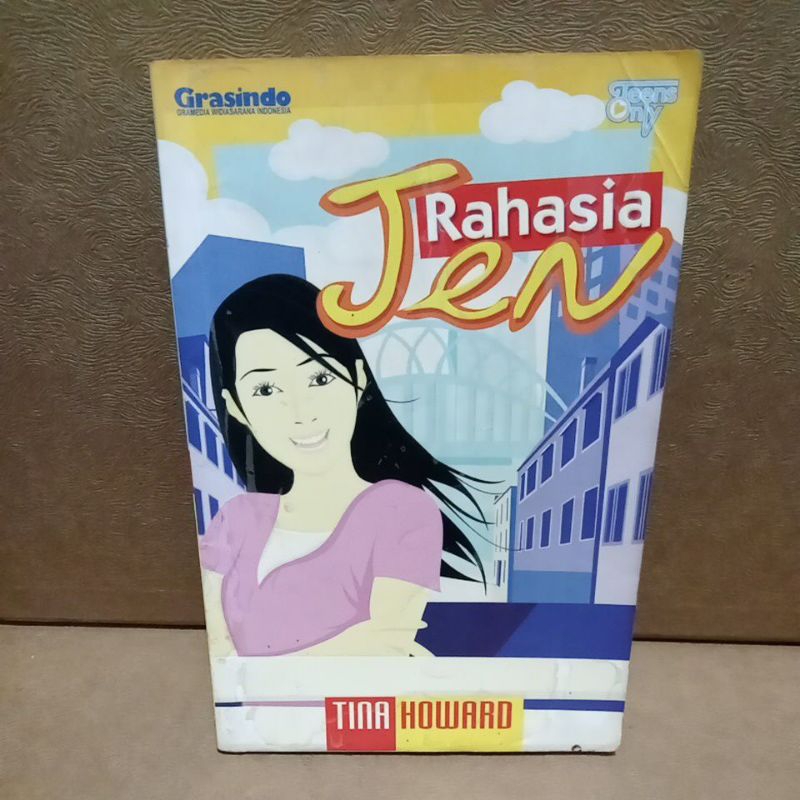 Grasindo
GRAMEDIA WIDIASARANA INDONESIA
Teens
Only
Rahasia
Jen
TINA HOWARD